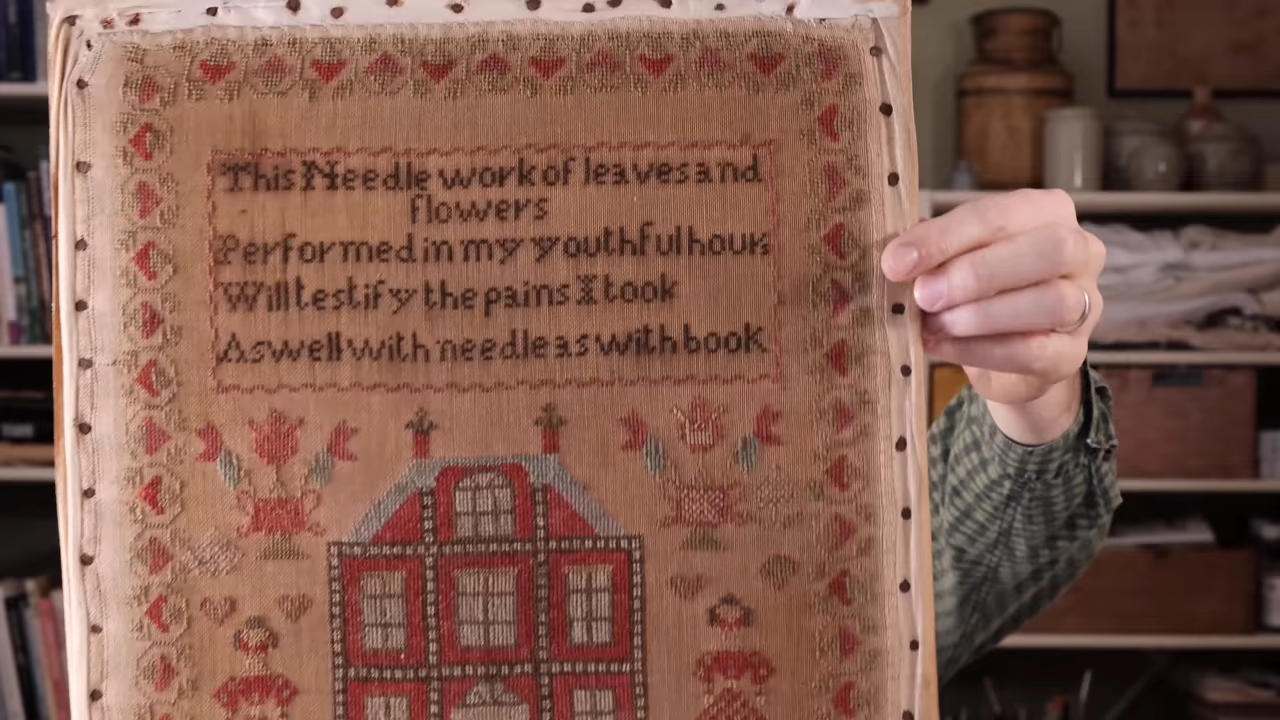 This Needle work of leaves and
flowers
Performed in my youthful hours
Will testify the pains I took
As well with needle as with book